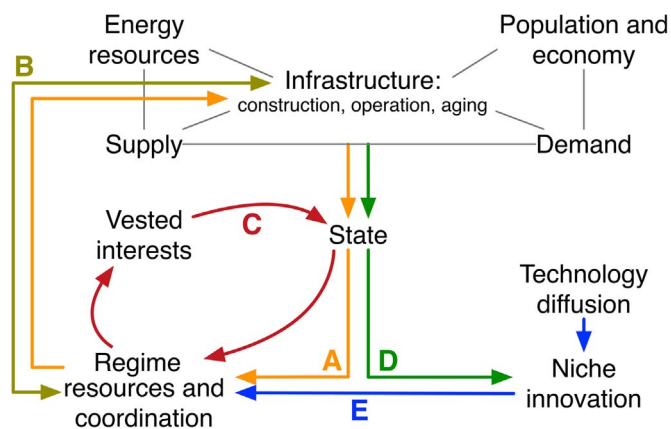 Energy
resources
Population and
economy
B
Infrastructure:
construction, operation, aging
Supply
Demand
Vested
interests
C
State
Technology
diffusion
Regime
resources and
coordination
A
D
Niche
innovation
E